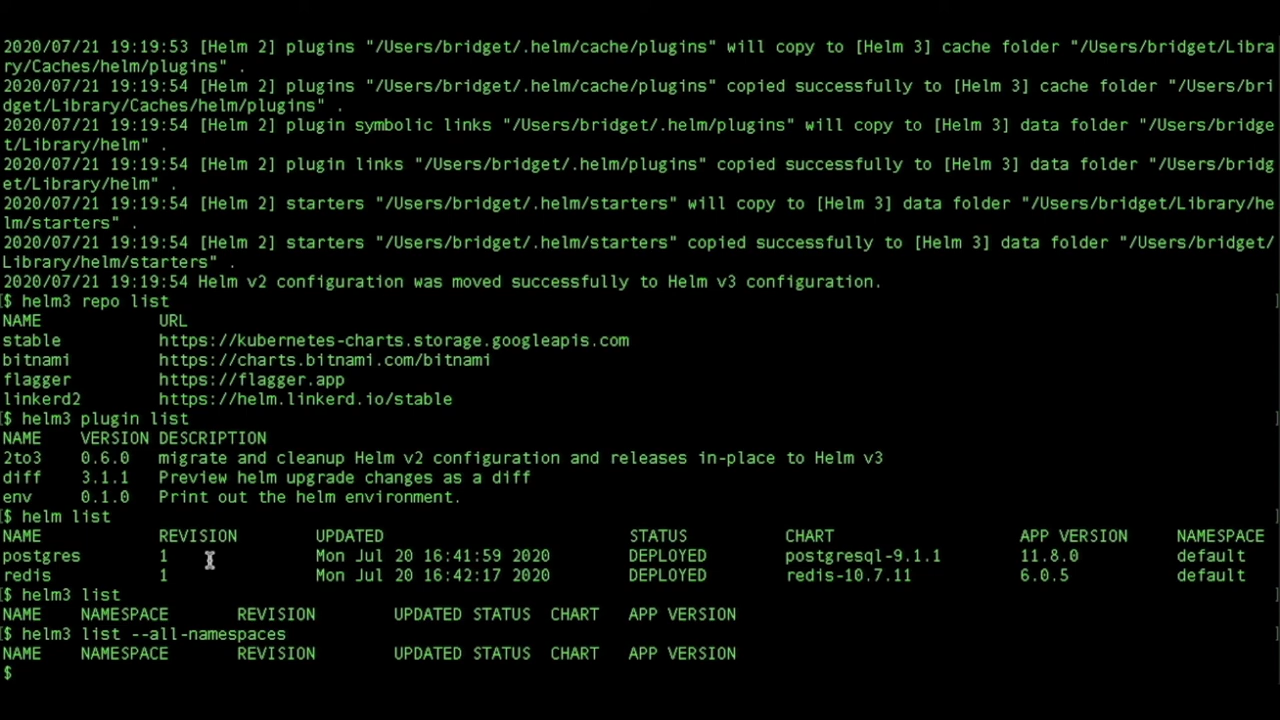 2020/07/21 19:19:53 [Helm 2] plugins "/Users/bridget/.helm/cache/plugins" will copy to [Helm 3] cache folder "/Users/bridget/Libra
ry/Caches/helm/plugins" .
2020/07/21 19:19:54 [Helm 2] plugins "/Users/bridget/.helm/cache/plugins" copied successfully to [Helm 3] cache folder "/Users/bri
dget/Library/Caches/helm/plugins" .
2020/07/21 19:19:54 [Helm 2] plugin symbolic links "/Users/bridget/.helm/plugins" will copy to [Helm 3] data folder "/Users/bridge
t/Library/helm" .
2020/07/21 19:19:54 [Helm 2] plugin links "/Users/bridget/.helm/plugins" copied successfully to [Helm 3] data folder "/Users/bridg
et/Library/helm" .
2020/07/21 19:19:54 [Helm 2] starters "/Users/bridget/.helm/starters" will copy to [Helm 3] data folder "/Users/bridget/Library/he
lm/starters" .
2020/07/21 19:19:54 [Helm 2] starters "/Users/bridget/.helm/starters" copied successfully to [Helm 3] data folder "/Users/bridget/
Library/helm/starters" .
2020/07/21 19:19:54 Helm v2 configuration was moved successfully to Helm v3 configuration.
[$ helm3 repo list ]
NAME URL
stable https://kubernetes-charts.storage.googleapis.com
bitnami https://charts.bitnami.com/bitnami
flagger https://flagger.app
linkerd2 https://helm.linkerd.io/stable
[$ helm3 plugin list ]
NAME VERSION DESCRIPTION
2to3 0.6.0 migrate and cleanup Helm v2 configuration and releases in-place to Helm v3
diff 3.1.1 Preview helm upgrade changes as a diff
env 0.1.0 Print out the helm environment.
[$ helm list ]
NAME REVISION UPDATED STATUS CHART APP VERSION NAMESPACE
postgres 1 Mon Jul 20 16:41:59 2020 DEPLOYED postgresql-9.1.1 11.8.0 default
redis 1 Mon Jul 20 16:42:17 2020 DEPLOYED redis-10.7.11 6.0.5 default
[$ helm3 list ]
NAME NAMESPACE REVISION UPDATED STATUS CHART APP VERSION
[$ helm3 list --all-namespaces ]
NAME NAMESPACE REVISION UPDATED STATUS CHART APP VERSION
$